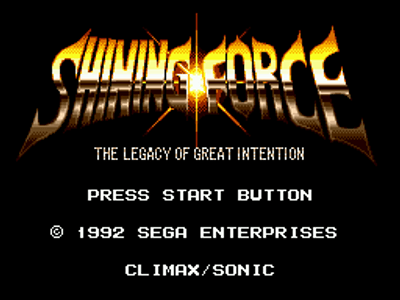 SHINING FORCE
THE LEGACY OF GREAT INTENTION
PRESS START BUTTON
© 1992 SEGA ENTERPRISES
CLIMAX/SONIC